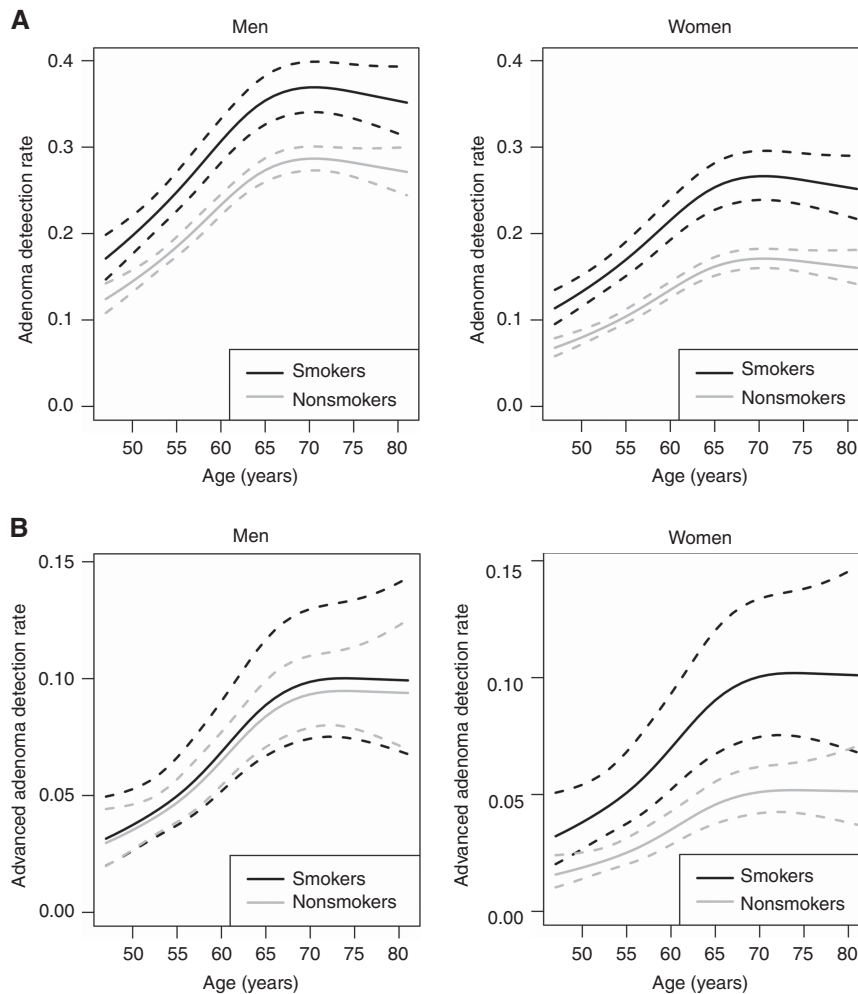 A
Men
Women
Adenoma deteection rate
0.4
0.3
0.2
0.1
0.0
Smokers
Nonsmokers
50 55 60 65 70 75 80
Age (years)
Adenoma deteection rate
0.4
0.3
0.2
0.1
0.0
Smokers
Nonsmokers
50 55 60 65 70 75 80
Age (years)
B
Men
Women
Advanced adenoma detection rate
0.15
0.10
0.05
0.00
Smokers
Nonsmokers
50 55 60 65 70 75 80
Age (years)
Advanced adenoma detection rate
0.15
0.10
0.05
0.00
Smokers
Nonsmokers
50 55 60 65 70 75 80
Age (years)